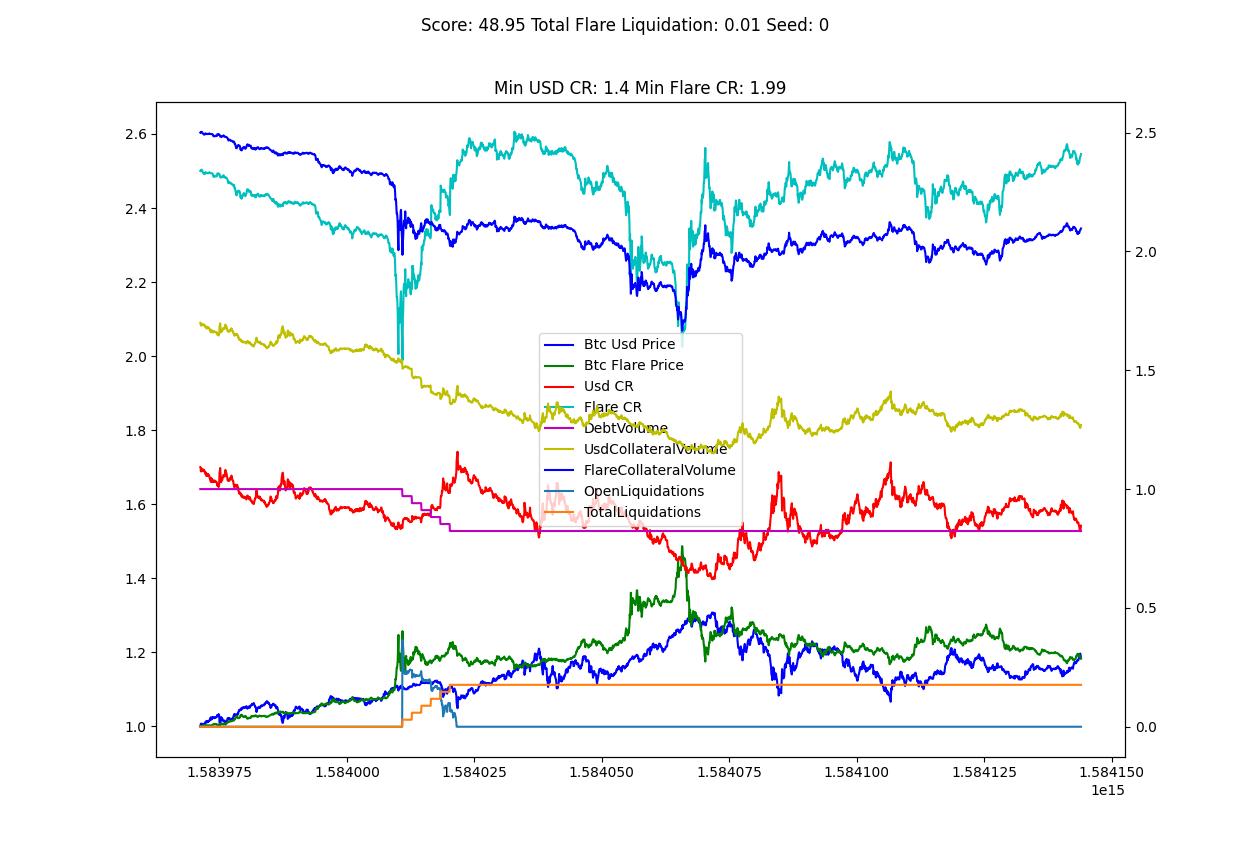 Score: 48.95 Total Flare Liquidation: 0.01 Seed: 0
Min USD CR: 1.4 Min Flare CR: 1.99
2.6
2.4
2.2
2.0
1.8
1.6
1.4
1.2
1.0
2.5
2.0
1.5
1.0
0.5
0.0
Btc Usd Price
Btc Flare Price
Usd CR
Flare CR
DebtVolume
UsdCollateralVolume
FlareCollateralVolume
OpenLiquidations
TotalLiquidations
1.583975 1.584000 1.584025 1.584050 1.584075 1.584100 1.584125 1.584150
1e15